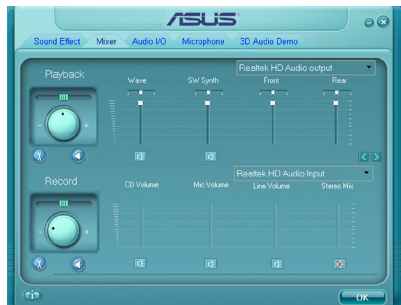 ASUS
Sound Effect Mixer Audio I/O Microphone 3D Audio Demo
Realtek HD Audio output
Playback
Wave SW Synth Front Rear
- +
Realtek HD Audio Input
Record
CD Volume Mic Volume Line Volume Stereo Mix
- +
OK